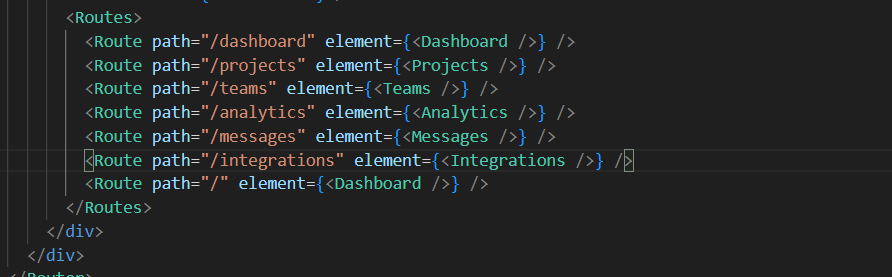 <Routes>
<Route path="/dashboard" element={<Dashboard />} />
<Route path="/projects" element={<Projects />} />
<Route path="/teams" element={<Teams />} />
<Route path="/analytics" element={<Analytics />} />
<Route path="/messages" element={<Messages />} />
<Route path="/integrations" element={<Integrations />} />
<Route path="/" element={<Dashboard />} />
</Routes>
</div>
</div>
</Router>